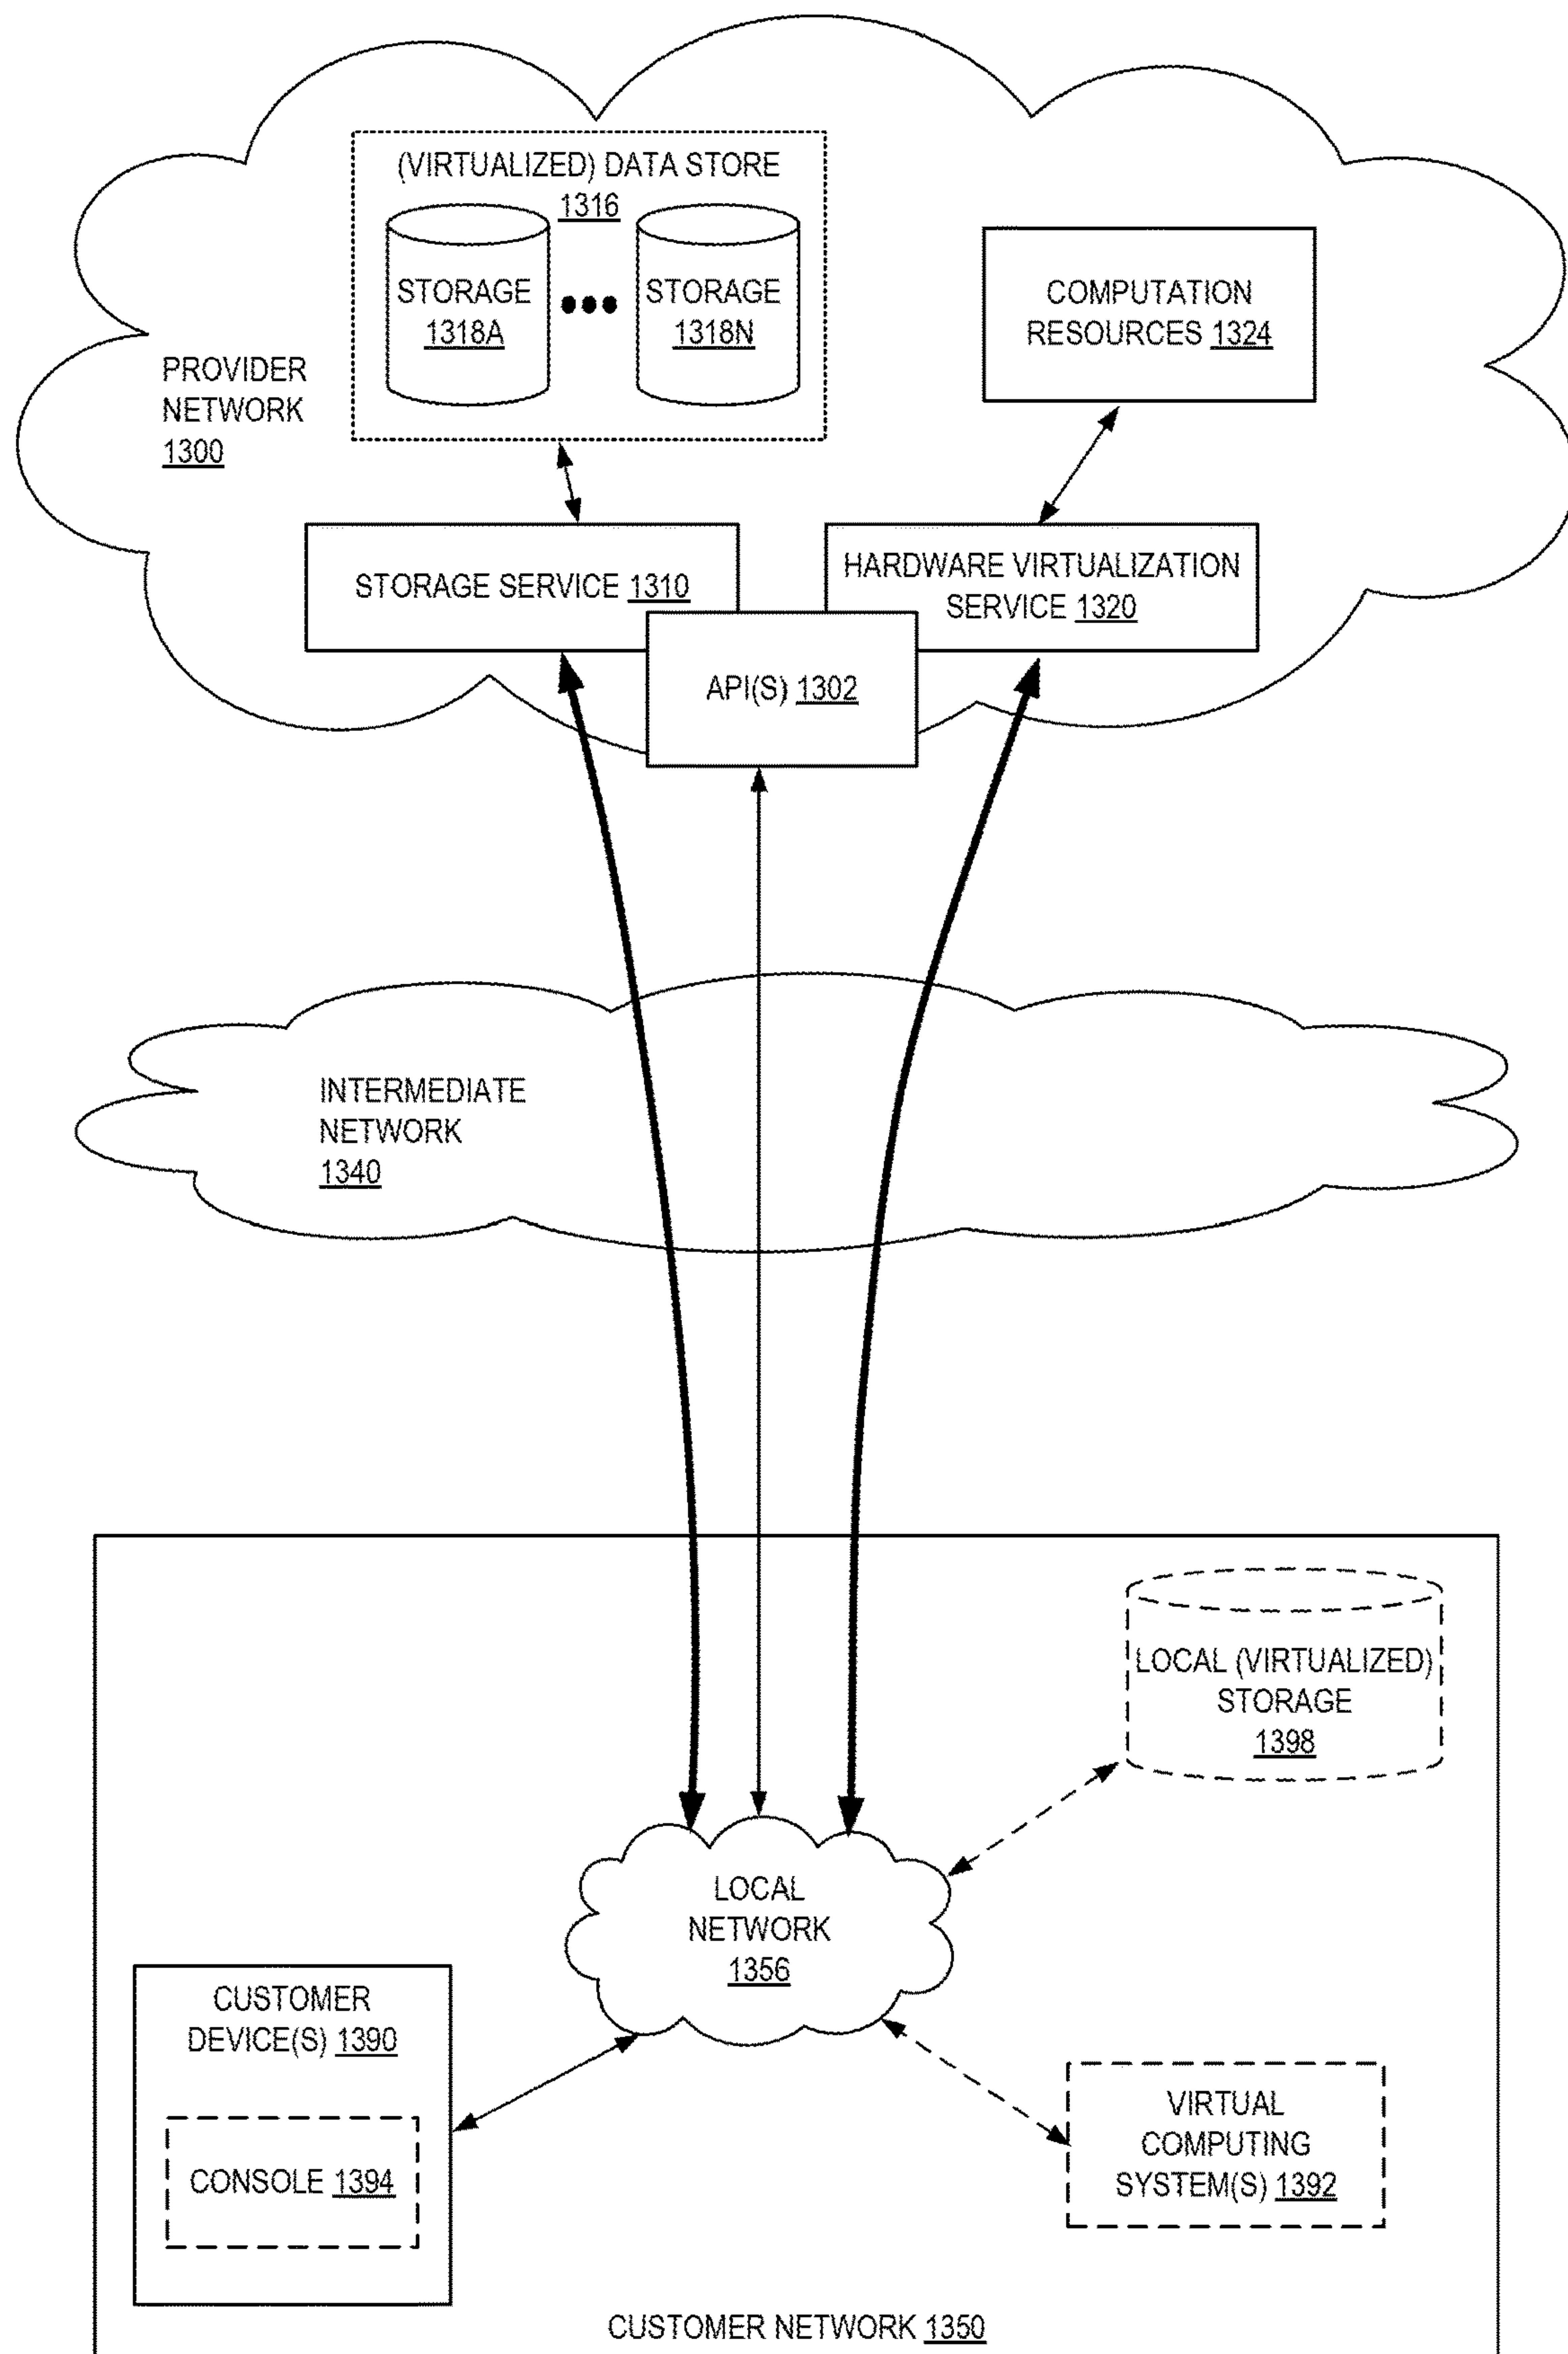 (VIRTUALIZED) DATA STORE
1316
STORAGE
1318A
STORAGE
1318N
COMPUTATION
RESOURCES 1324
PROVIDER
NETWORK
1300
STORAGE SERVICE 1310
HARDWARE VIRTUALIZATION
SERVICE 1320
API(S) 1302
INTERMEDIATE
NETWORK
1340
LOCAL (VIRTUALIZED)
STORAGE
1398
LOCAL
NETWORK
1356
CUSTOMER
DEVICE(S) 1390
CONSOLE 1394
VIRTUAL
COMPUTING
SYSTEM(S) 1392
CUSTOMER NETWORK 1350